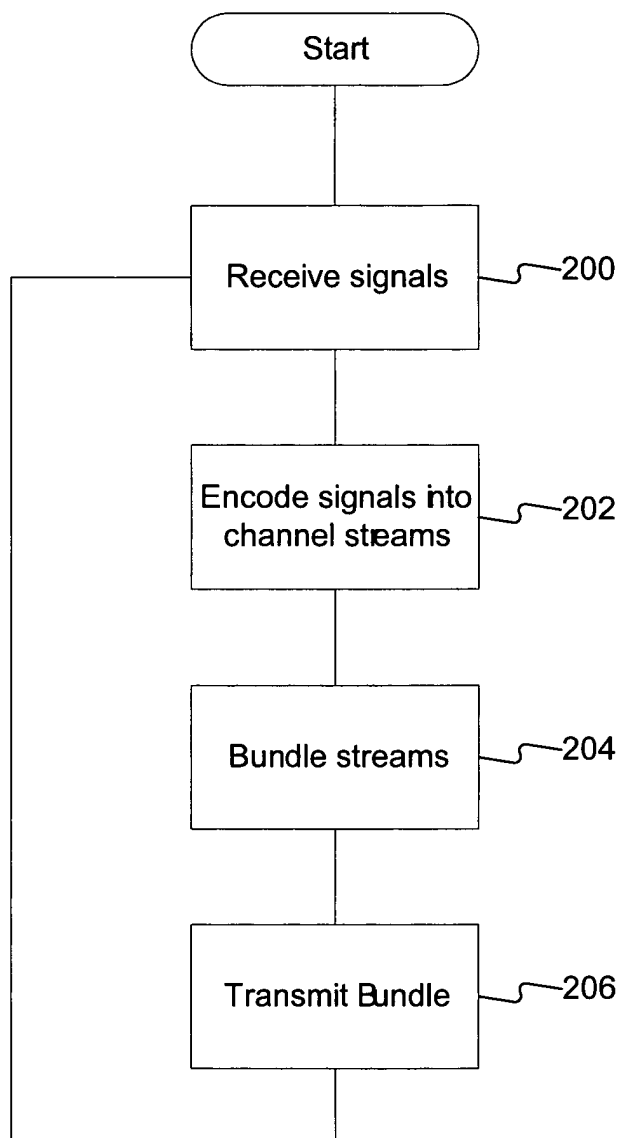 Start
Receive signals
200
Encode signals into
channel streams
202
Bundle streams
204
Transmit Bundle
206